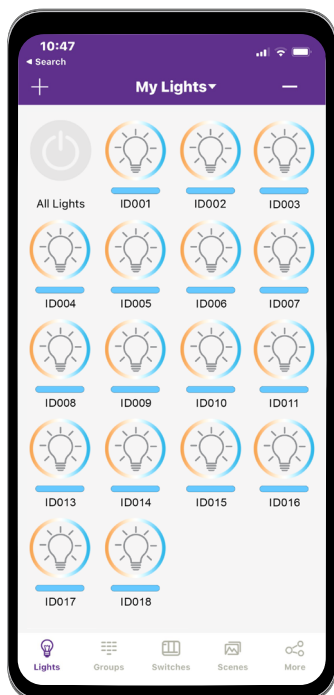 10:47
◀ Search
My Lights▾
All Lights ID001 ID002 ID003
ID004 ID005 ID006 ID007
ID008 ID009 ID010 ID011
ID013 ID014 ID015 ID016
ID017 ID018
Lights Groups Switches Scenes More